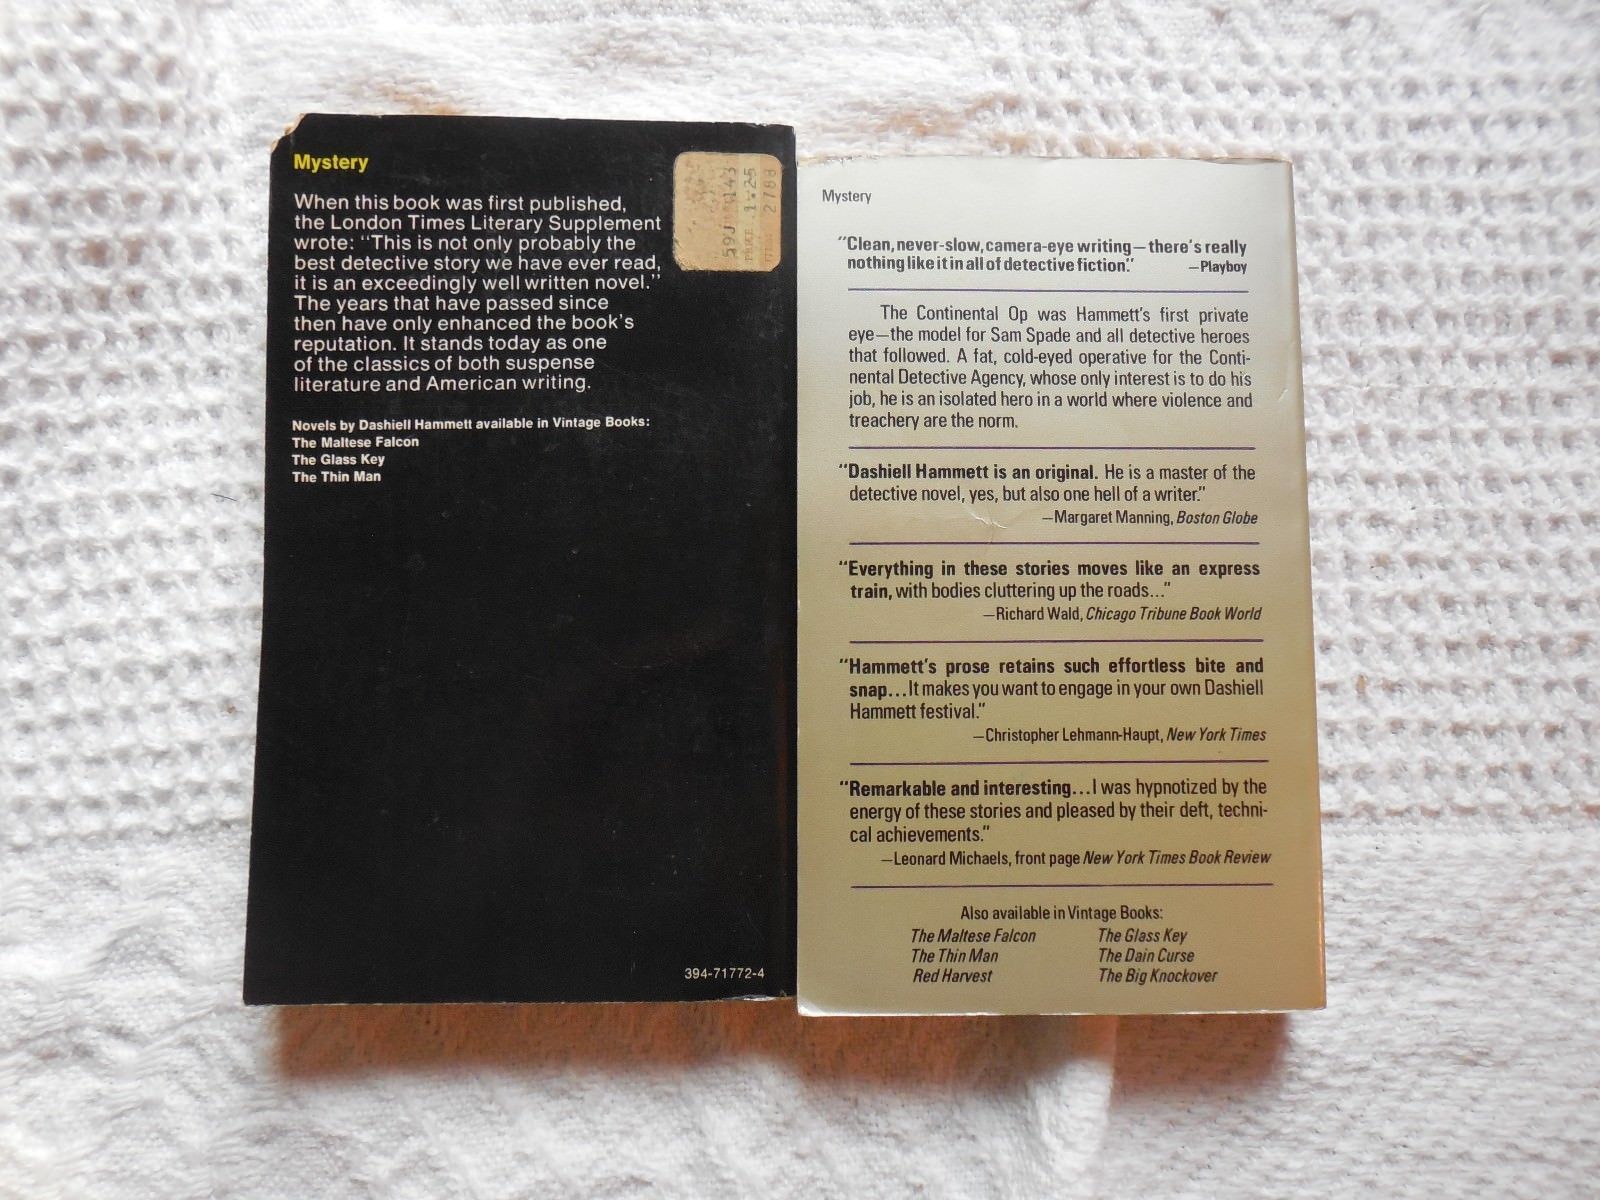 Mystery
When this book was first published,
the London Times Literary Supplement
wrote: “This is not only probably the
best detective story we have ever read,
it is an exceedingly well written novel.”
The years that have passed since
then have only enhanced the book's
reputation. It stands today as one
of the classics of both suspense
literature and American writing.
Novels by Dashiell Hammett available in Vintage Books:
The Maltese Falcon
The Glass Key
The Thin Man
PRICE 1.25
2788
394-71772-4
Mystery
“Clean, never-slow, camera-eye writing—there's really
nothing like it in all of detective fiction.” —Playboy
The Continental Op was Hammett's first private
eye—the model for Sam Spade and all detective heroes
that followed. A fat, cold-eyed operative for the Conti-
nental Detective Agency, whose only interest is to do his
job, he is an isolated hero in a world where violence and
treachery are the norm.
“Dashiell Hammett is an original. He is a master of the
detective novel, yes, but also one hell of a writer.”
—Margaret Manning, Boston Globe
“Everything in these stories moves like an express
train, with bodies cluttering up the roads...”
—Richard Wald, Chicago Tribune Book World
“Hammett's prose retains such effortless bite and
snap...It makes you want to engage in your own Dashiell
Hammett festival.”
—Christopher Lehmann-Haupt, New York Times
“Remarkable and interesting...I was hypnotized by the
energy of these stories and pleased by their deft, techni-
cal achievements.”
—Leonard Michaels, front page New York Times Book Review
Also available in Vintage Books:
The Maltese Falcon The Glass Key
The Thin Man The Dain Curse
Red Harvest The Big Knockover